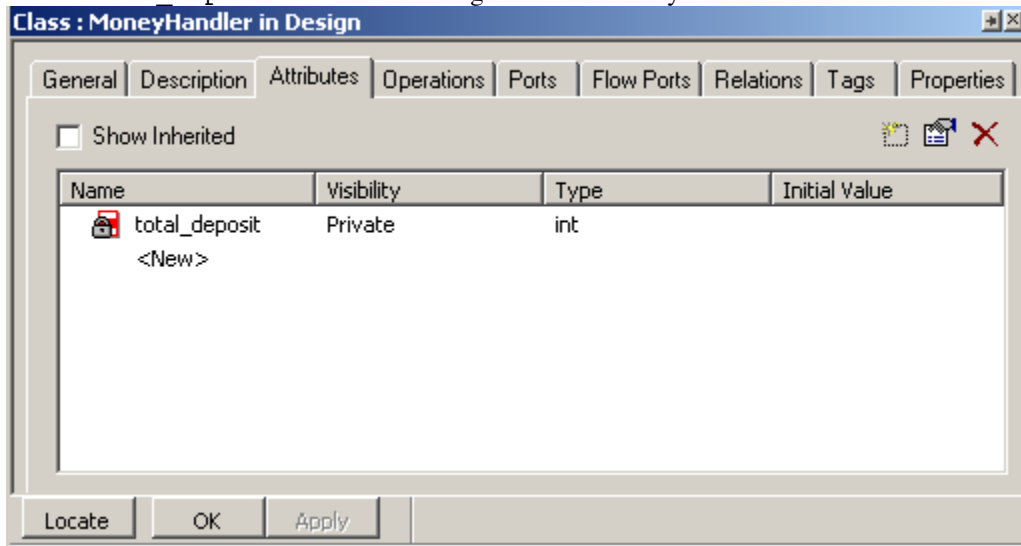 Class : MoneyHandler in Design
General Description Attributes Operations Ports Flow Ports Relations Tags Properties
Show Inherited
Name Visibility Type Initial Value
total_deposit Private int
<New>
Locate OK Apply